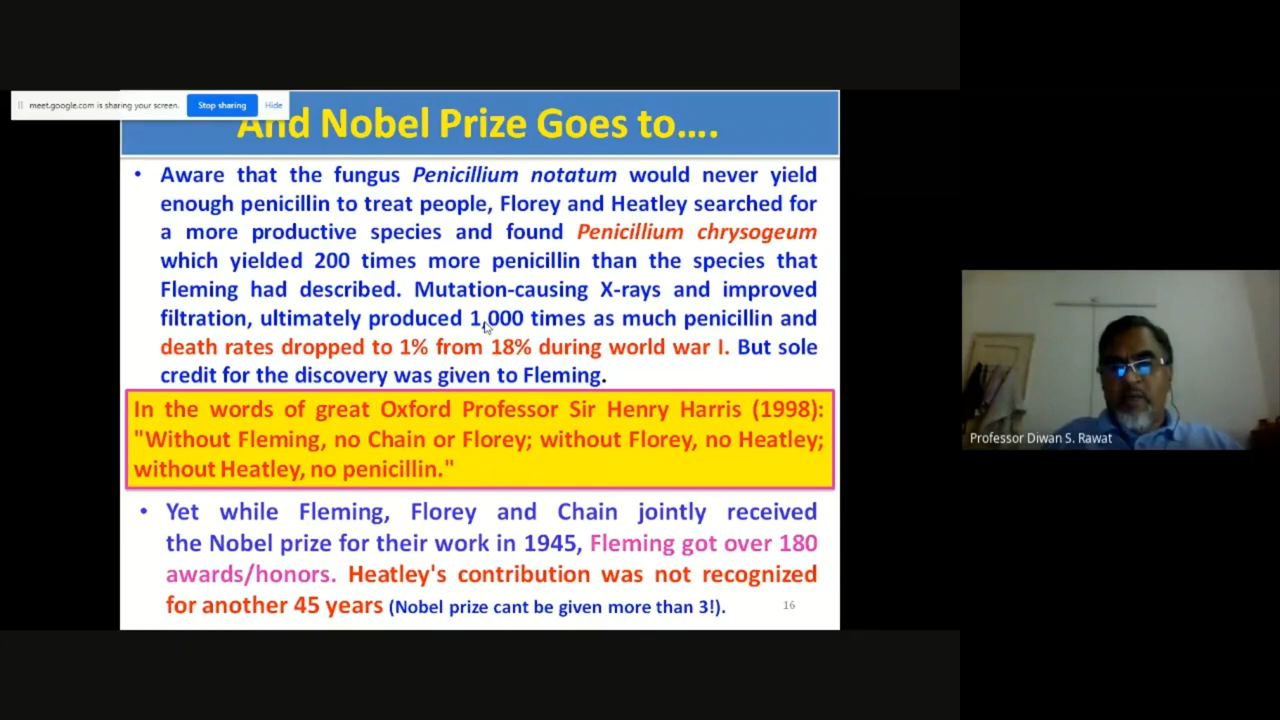 meet.google.com is sharing your screen. Stop sharing Hide
And Nobel Prize Goes to….
• Aware that the fungus Penicillium notatum would never yield
enough penicillin to treat people, Florey and Heatley searched for
a more productive species and found Penicillium chrysogeum
which yielded 200 times more penicillin than the species that
Fleming had described. Mutation-causing X-rays and improved
filtration, ultimately produced 1,000 times as much penicillin and
death rates dropped to 1% from 18% during world war I. But sole
credit for the discovery was given to Fleming.
In the words of great Oxford Professor Sir Henry Harris (1998):
"Without Fleming, no Chain or Florey; without Florey, no Heatley;
without Heatley, no penicillin."
• Yet while Fleming, Florey and Chain jointly received
the Nobel prize for their work in 1945, Fleming got over 180
awards/honors. Heatley's contribution was not recognized
for another 45 years (Nobel prize cant be given more than 3!).
16
Professor Diwan S. Rawat